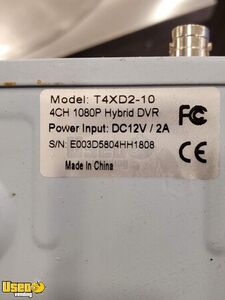 Model: T4XD2-10
4CH 1080P Hybrid DVR
Power Input: DC12V / 2A
S/N: E003D5804HH1808
Made In China
FC
CE
Used vending